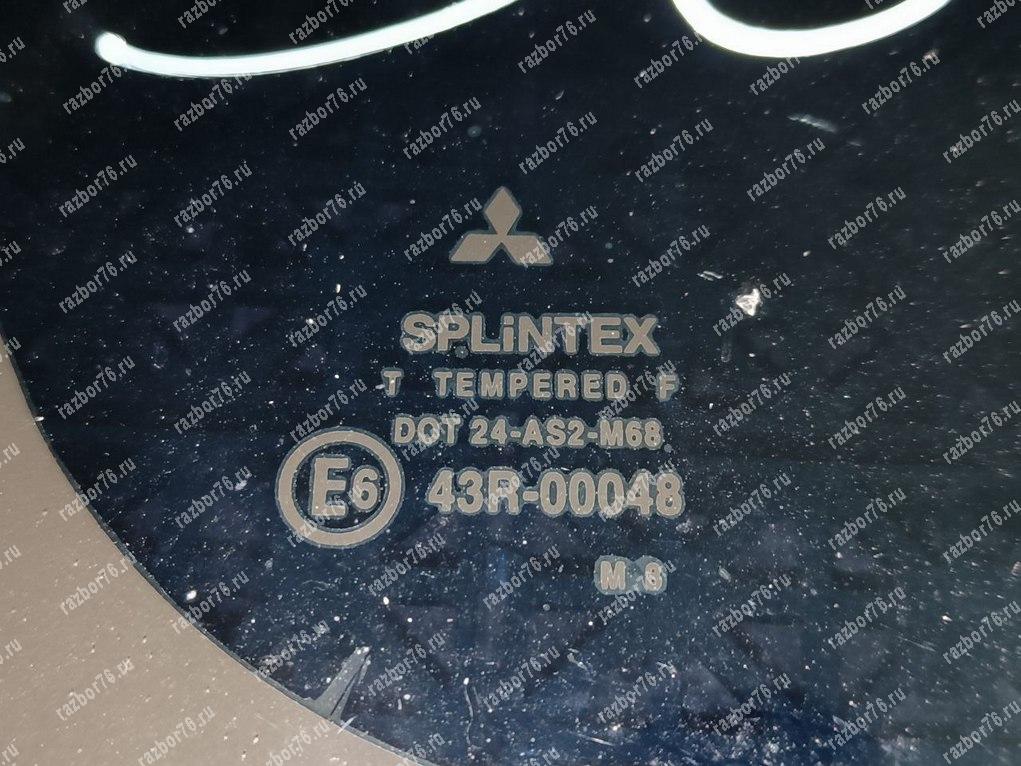 SPLiNTEX
T TEMPERED F
DOT 24-AS2-M68
E6 43R-00048
M 8
razbor76.ru